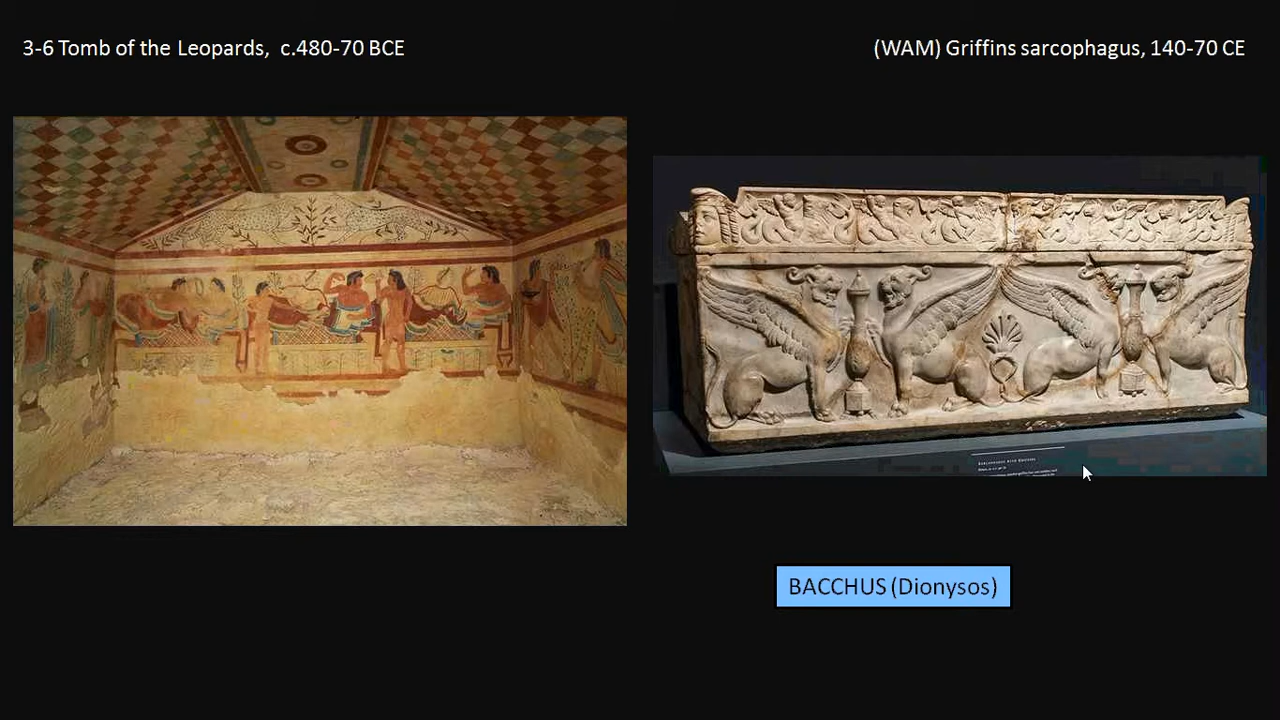 3-6 Tomb of the Leopards, c.480-70 BCE
(WAM) Griffins sarcophagus, 140-70 CE
BACCHUS (Dionysos)